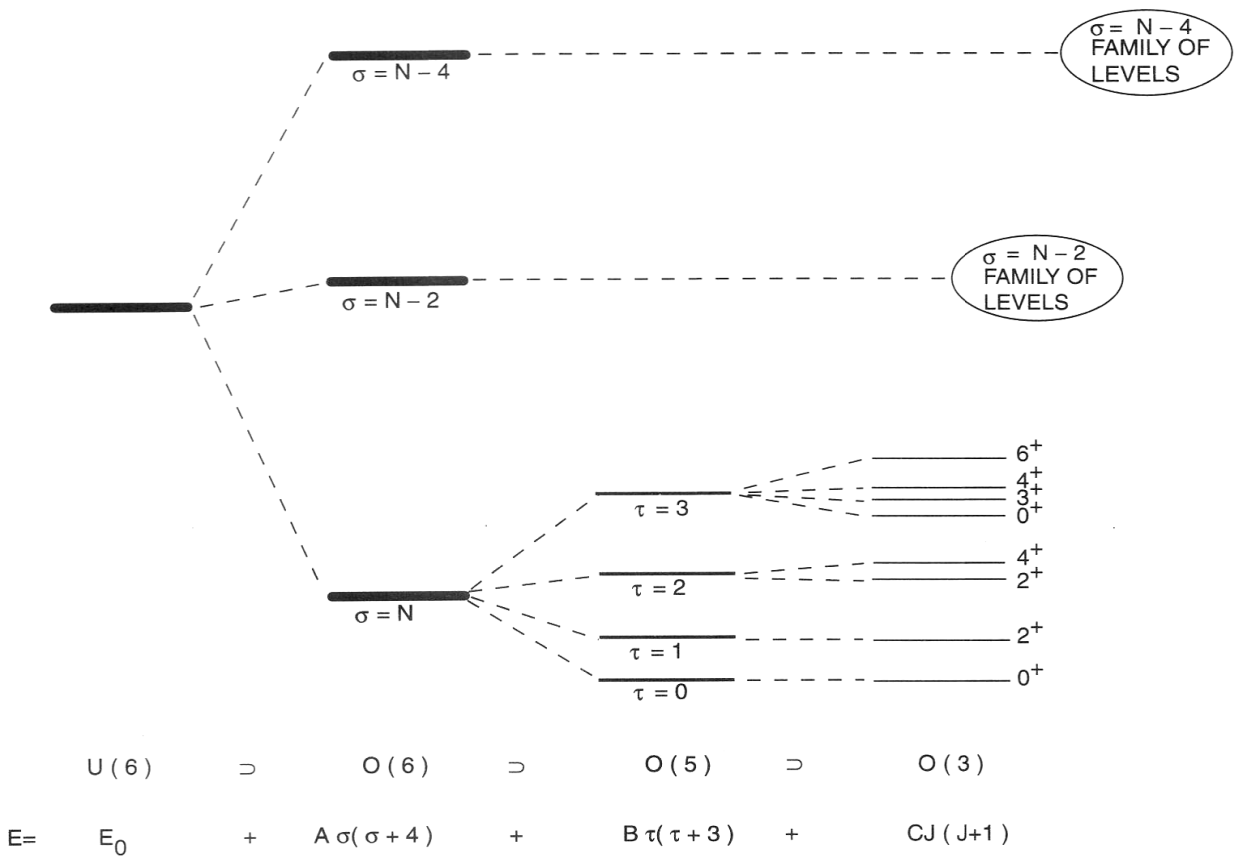 σ = N – 4
σ = N – 4
FAMILY OF
LEVELS
σ = N – 2
σ = N – 2
FAMILY OF
LEVELS
6+
4+
3+
0+
τ = 3
4+
2+
τ = 2
σ = N
2+
τ = 1
0+
τ = 0
U ( 6 ) ⊃ O ( 6 ) ⊃ O ( 5 ) ⊃ O ( 3 )
E= E₀ + A σ( σ + 4 ) + B τ( τ + 3 ) + CJ ( J+1 )